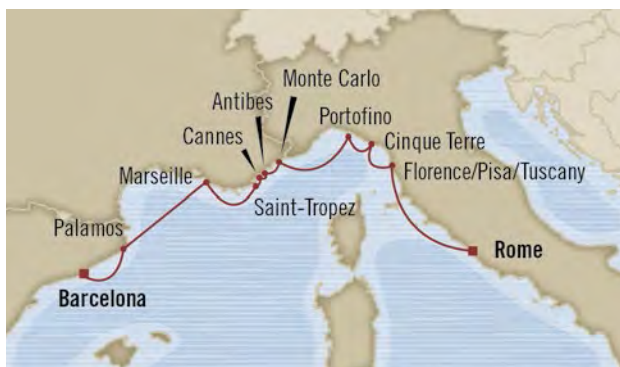 Monte Carlo
Antibes
Portofino
Cannes
Cinque Terre
Marseille
Florence/Pisa/Tuscany
Saint-Tropez
Palamos
Rome
Barcelona